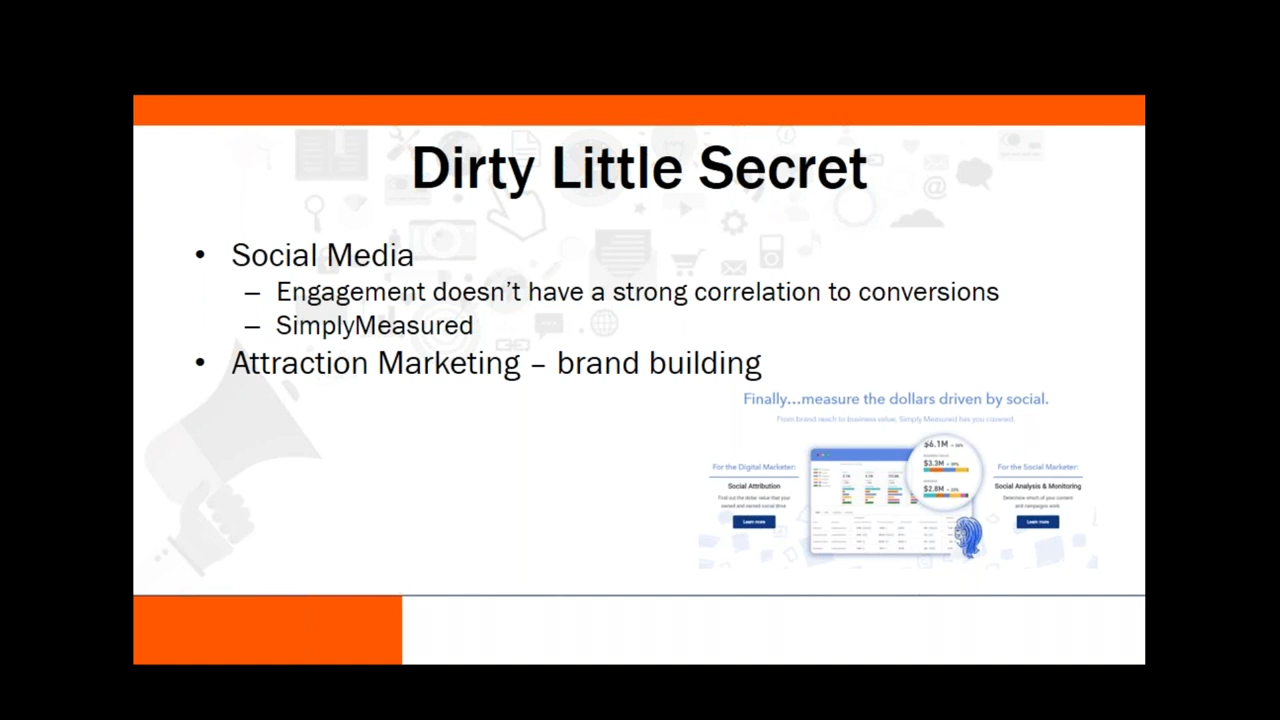 Dirty Little Secret
• Social Media
– Engagement doesn't have a strong correlation to conversions
– SimplyMeasured
• Attraction Marketing – brand building
Finally...measure the dollars driven by social.
From brand reach to business value, Simply Measured has you covered.
For the Digital Marketer:
Social Attribution
Find out the dollar value that your
owned and earned social drive
Learn more
$6.1M
$3.3M
$2.8M
For the Social Marketer:
Social Analysis & Monitoring
Determine which of your content
and campaigns work
Learn more